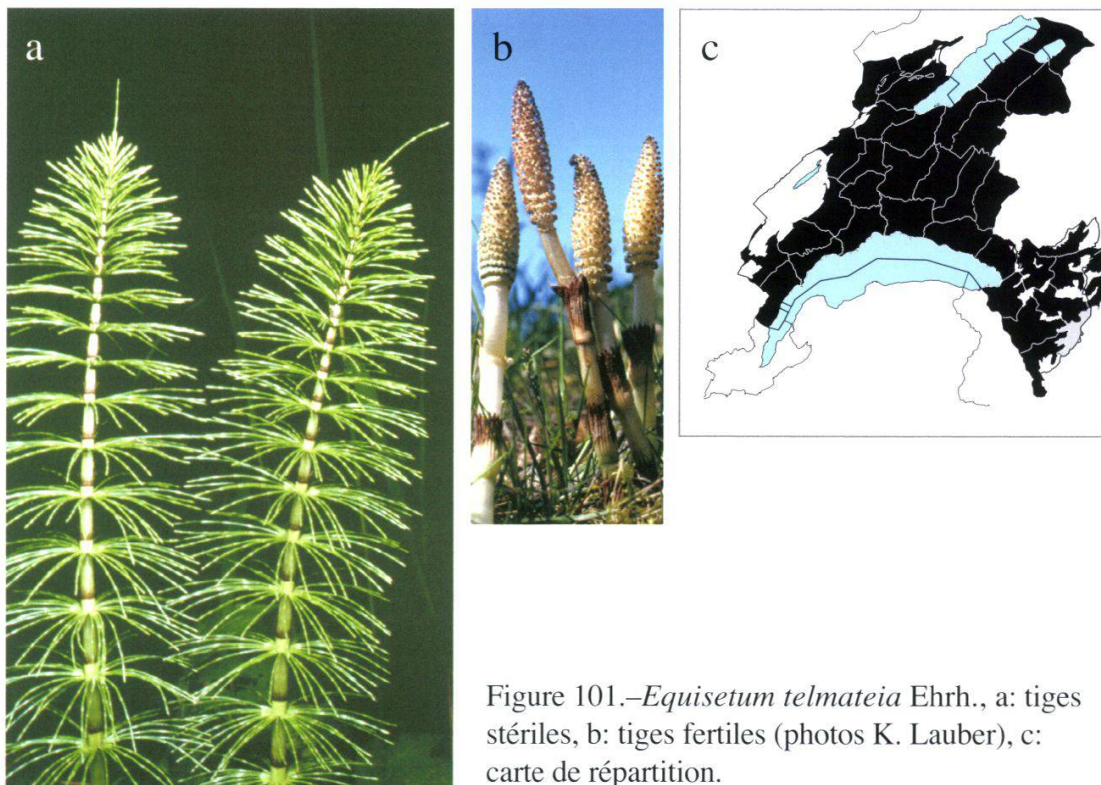 a
b
c
Figure 101.–Equisetum telmateia Ehrh., a: tiges
stériles, b: tiges fertiles (photos K. Lauber), c:
carte de répartition.